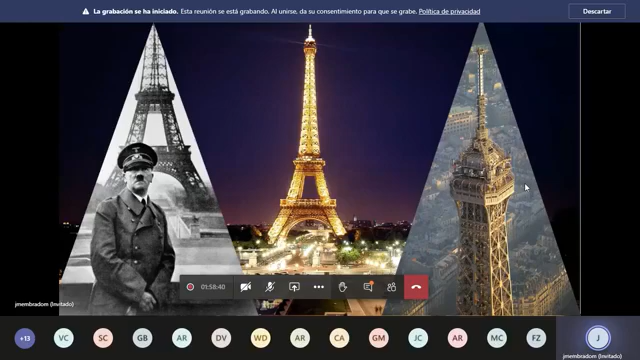 La grabación se ha iniciado. Esta reunión se está grabando. Al unirse, da su consentimiento para que se grabe. Política de privacidad
Descartar
01:58:40
jmembradom (Invitado)
+13
VC
SC
GB
AR
DV
WD
AR
CA
GM
JC
AR
MC
FZ
J
jmembradom (Invitado)